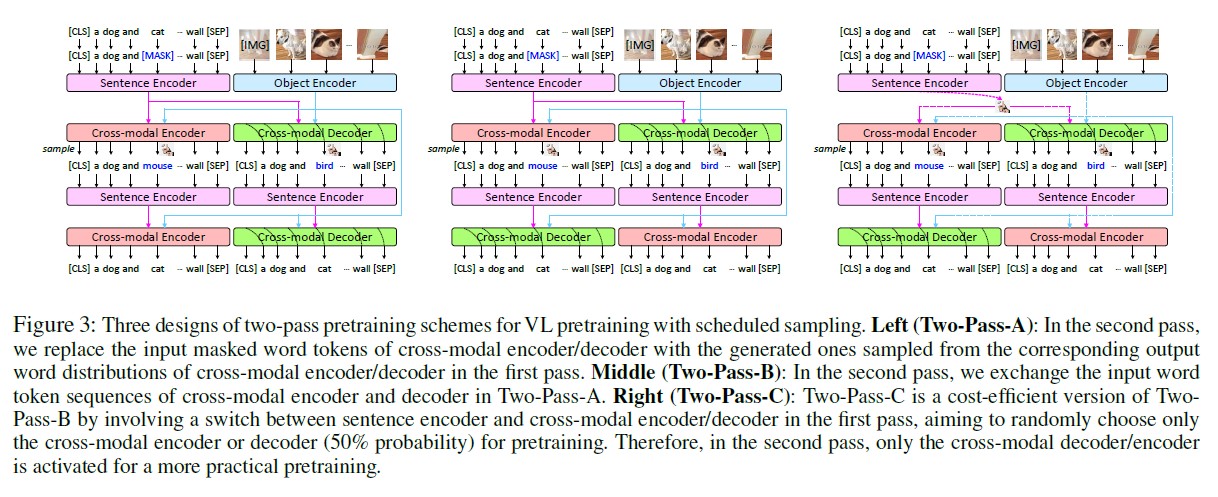 [CLS] a dog and cat ··· wall [SEP]
[CLS] a dog and [MASK] ··· wall [SEP]
[IMG] ...
Sentence Encoder Object Encoder
Cross-modal Encoder Cross-modal Decoder
sample
[CLS] a dog and mouse ··· wall [SEP] [CLS] a dog and bird ··· wall [SEP]
Sentence Encoder Sentence Encoder
Cross-modal Encoder Cross-modal Decoder
[CLS] a dog and cat ··· wall [SEP] [CLS] a dog and cat ··· wall [SEP]
[CLS] a dog and cat ··· wall [SEP]
[CLS] a dog and [MASK] ··· wall [SEP]
[IMG] ...
Sentence Encoder Object Encoder
Cross-modal Encoder Cross-modal Decoder
sample
[CLS] a dog and mouse ··· wall [SEP] [CLS] a dog and bird ··· wall [SEP]
Sentence Encoder Sentence Encoder
Cross-modal Decoder Cross-modal Encoder
[CLS] a dog and cat ··· wall [SEP] [CLS] a dog and cat ··· wall [SEP]
[CLS] a dog and cat ··· wall [SEP]
[CLS] a dog and [MASK] ··· wall [SEP]
[IMG] ...
Sentence Encoder Object Encoder
Cross-modal Encoder Cross-modal Decoder
sample
[CLS] a dog and mouse ··· wall [SEP] [CLS] a dog and bird ··· wall [SEP]
Sentence Encoder Sentence Encoder
Cross-modal Decoder Cross-modal Encoder
[CLS] a dog and cat ··· wall [SEP] [CLS] a dog and cat ··· wall [SEP]
Figure 3: Three designs of two-pass pretraining schemes for VL pretraining with scheduled sampling. Left (Two-Pass-A): In the second pass,
we replace the input masked word tokens of cross-modal encoder/decoder with the generated ones sampled from the corresponding output
word distributions of cross-modal encoder/decoder in the first pass. Middle (Two-Pass-B): In the second pass, we exchange the input word
token sequences of cross-modal encoder and decoder in Two-Pass-A. Right (Two-Pass-C): Two-Pass-C is a cost-efficient version of Two-
Pass-B by involving a switch between sentence encoder and cross-modal encoder/decoder in the first pass, aiming to randomly choose only
the cross-modal encoder or decoder (50% probability) for pretraining. Therefore, in the second pass, only the cross-modal decoder/encoder
is activated for a more practical pretraining.